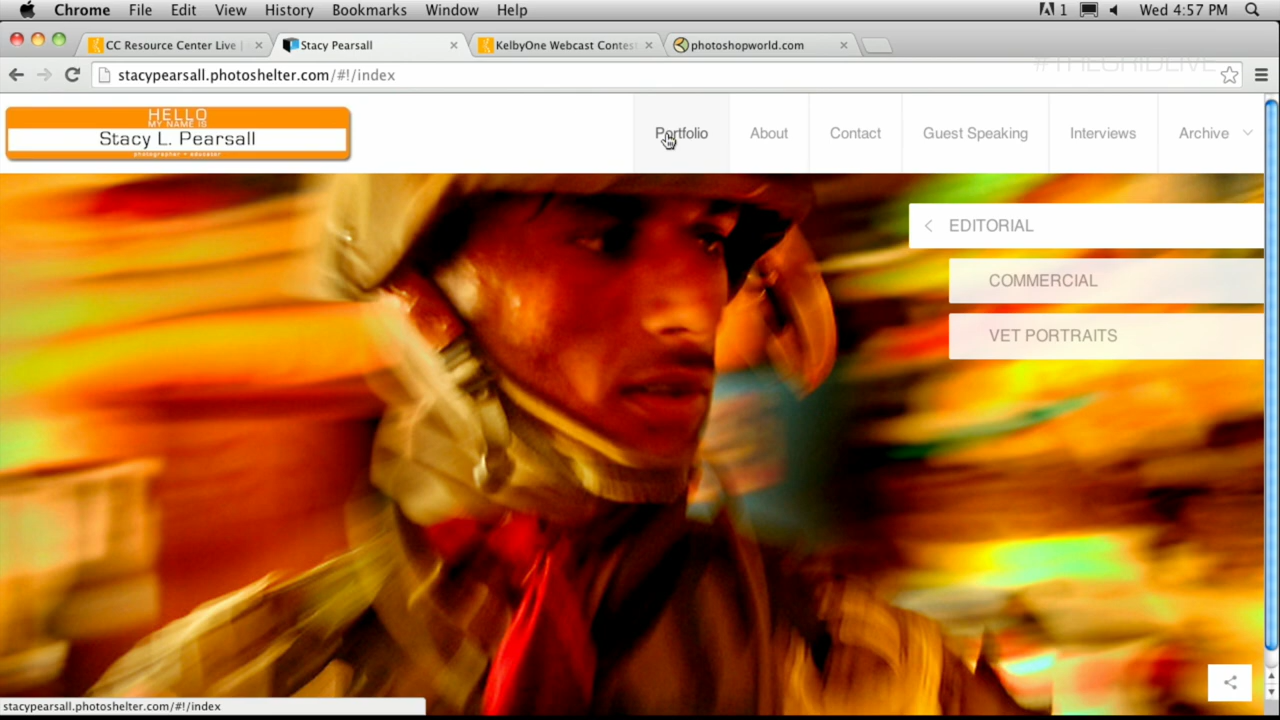 Chrome File Edit View History Bookmarks Window Help 1 Wed 4:57 PM
CC Resource Center Live | Stacy Pearsall KelbyOne Webcast Contest photoshopworld.com
stacypearsall.photoshelter.com/#!/index
#THEGRIDLIVE
HELLO
MY NAME IS
Stacy L. Pearsall
photographer • educator
Portfolio About Contact Guest Speaking Interviews Archive
EDITORIAL
COMMERCIAL
VET PORTRAITS
stacypearsall.photoshelter.com/#!/index